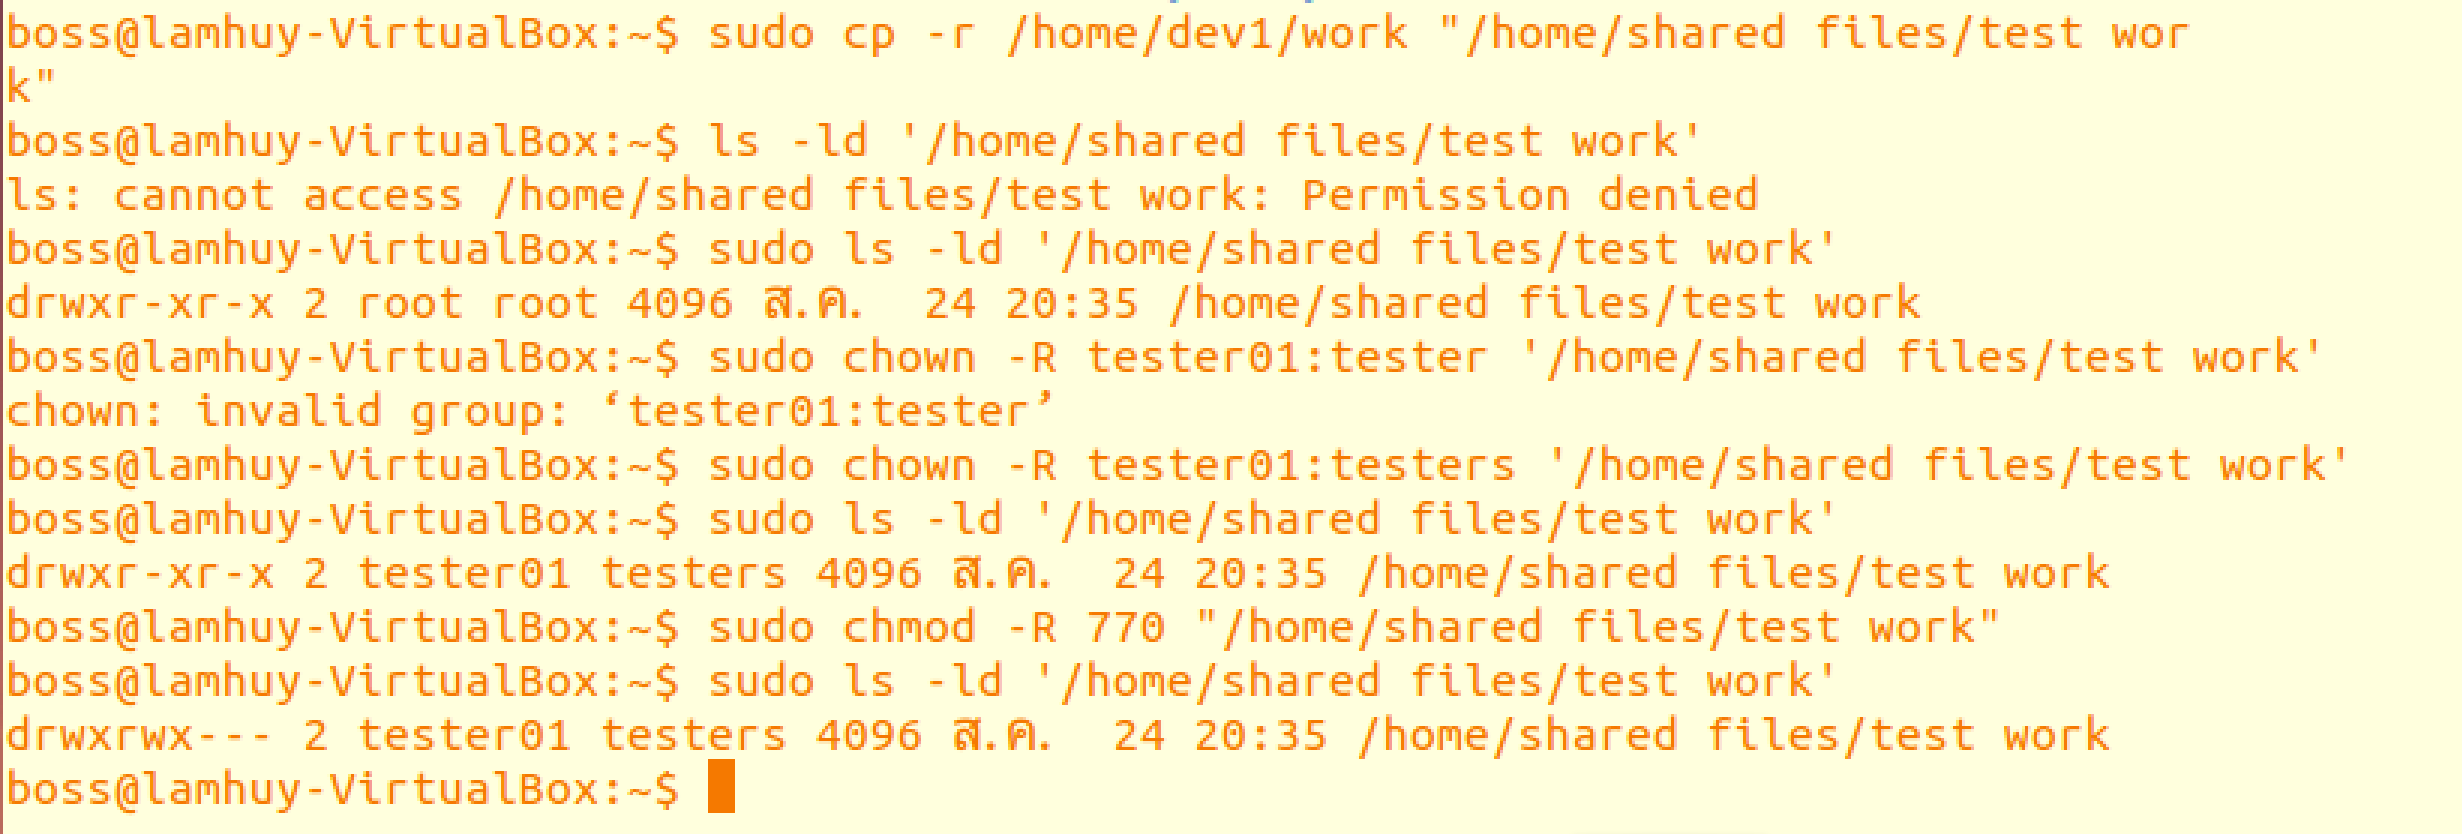 boss@lamhuy-VirtualBox:~$ sudo cp -r /home/dev1/work "/home/shared files/test wor
k"
boss@lamhuy-VirtualBox:~$ ls -ld '/home/shared files/test work'
ls: cannot access /home/shared files/test work: Permission denied
boss@lamhuy-VirtualBox:~$ sudo ls -ld '/home/shared files/test work'
drwxr-xr-x 2 root root 4096 ส.ค.  24 20:35 /home/shared files/test work
boss@lamhuy-VirtualBox:~$ sudo chown -R tester01:tester '/home/shared files/test work'
chown: invalid group: ‘tester01:tester’
boss@lamhuy-VirtualBox:~$ sudo chown -R tester01:testers '/home/shared files/test work'
boss@lamhuy-VirtualBox:~$ sudo ls -ld '/home/shared files/test work'
drwxr-xr-x 2 tester01 testers 4096 ส.ค.  24 20:35 /home/shared files/test work
boss@lamhuy-VirtualBox:~$ sudo chmod -R 770 "/home/shared files/test work"
boss@lamhuy-VirtualBox:~$ sudo ls -ld '/home/shared files/test work'
drwxrwx--- 2 tester01 testers 4096 ส.ค.  24 20:35 /home/shared files/test work
boss@lamhuy-VirtualBox:~$